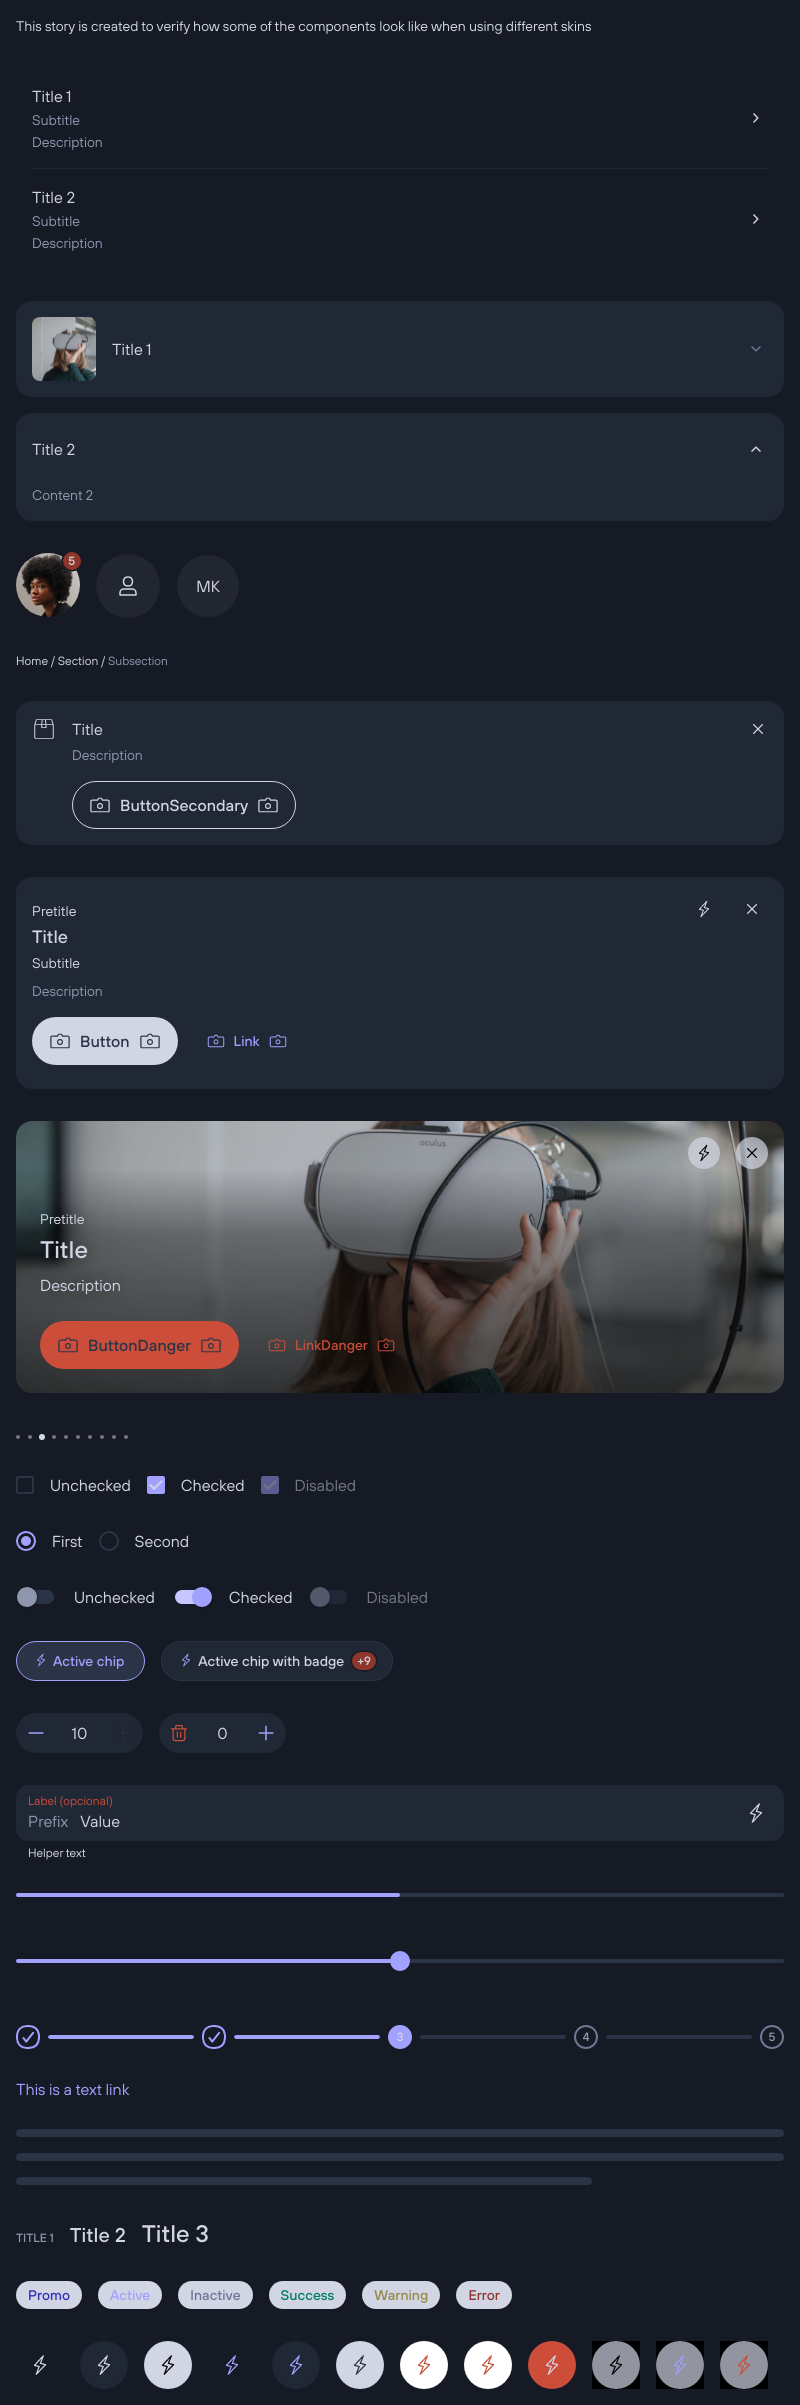 This story is created to verify how some of the components look like when using different skins
Title 1
Subtitle
Description
Title 2
Subtitle
Description
Title 1
Title 2
Content 2
5
MK
Home / Section / Subsection
Title
Description
ButtonSecondary
Pretitle
Title
Subtitle
Description
Button Link
oculus
Pretitle
Title
Description
ButtonDanger LinkDanger
Unchecked Checked Disabled
First Second
Unchecked Checked Disabled
Active chip Active chip with badge +9
10 0
Label (opcional)
Prefix Value
Helper text
3 4 5
This is a text link
TITLE 1 Title 2 Title 3
Promo Active Inactive Success Warning Error